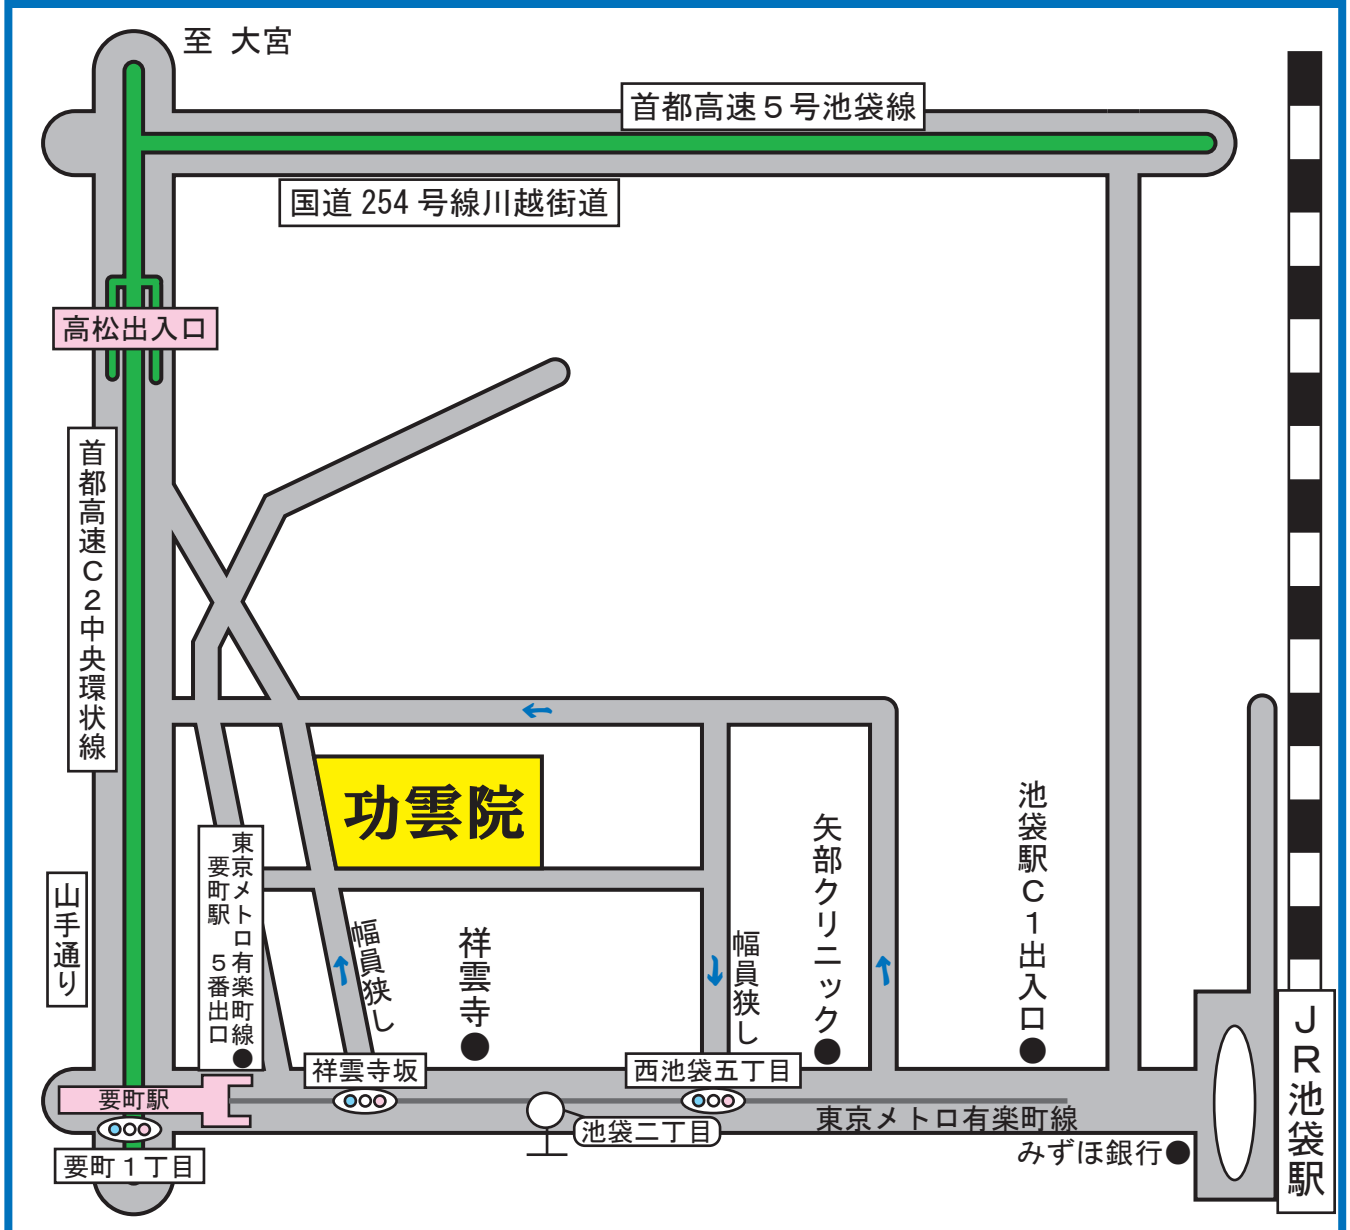 至 大宮
首都高速５号池袋線
国道254号線川越街道
高松出入口
首都高速Ｃ２中央環状線
功雲院
東京メトロ有楽町線
要町駅 ５番出口
山手通り
幅員狭し
祥雲寺
幅員狭し
矢部クリニック
池袋駅Ｃ１出入口
ＪＲ池袋駅
祥雲寺坂
西池袋五丁目
要町駅
東京メトロ有楽町線
池袋二丁目
みずほ銀行
要町１丁目